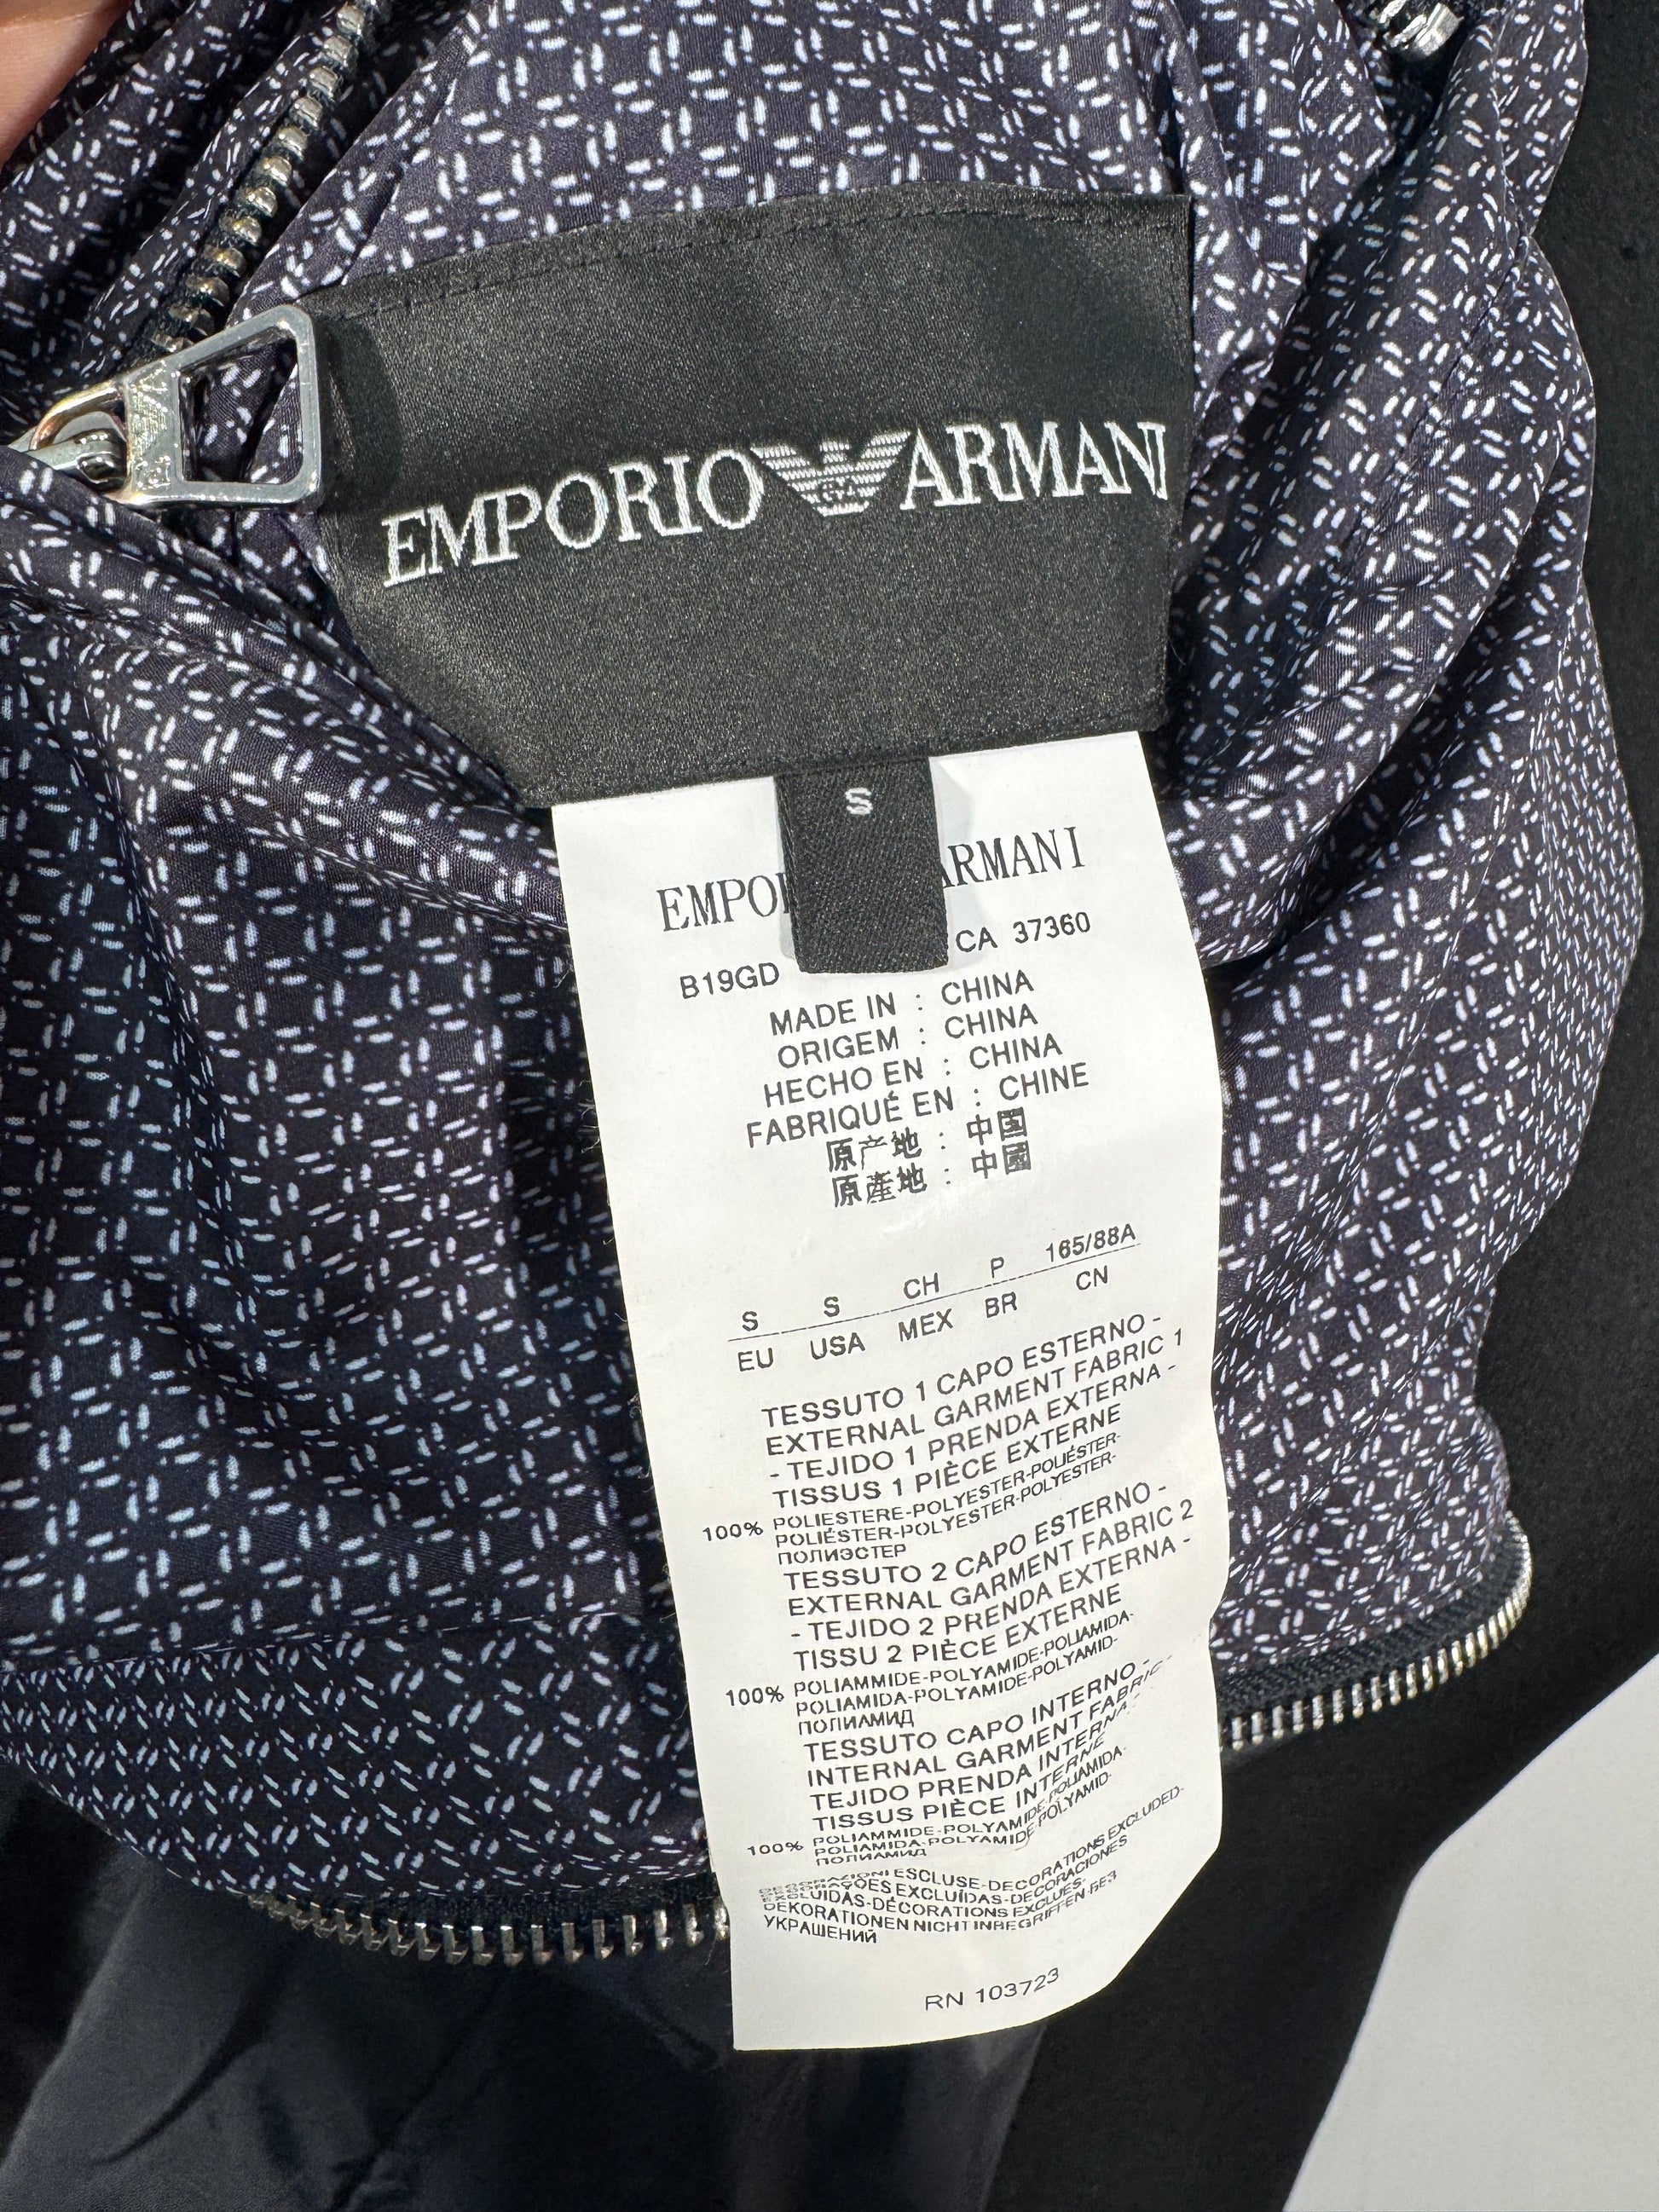 EMPORIO ARMANI
S
ARMANI
B19GD CA 37360
MADE IN : CHINA
ORIGEM : CHINA
HECHO EN : CHINA
FABRIQUÉ EN : CHINE
原产地 : 中国
原產地 : 中國
S S CH P 165/88A
EU USA MEX BR CN
TESSUTO 1 CAPO ESTERNO -
EXTERNAL GARMENT FABRIC 1
- TEJIDO 1 PRENDA EXTERNA -
TISSUS 1 PIÈCE EXTERNE
100% POLIESTERE-POLYESTER-POLIÉSTER-
POLIÉSTER-POLYESTER-POLYESTER-
ПОЛИЭСТЕР
TESSUTO 2 CAPO ESTERNO -
EXTERNAL GARMENT FABRIC 2
- TEJIDO 2 PRENDA EXTERNA -
TISSU 2 PIÈCE EXTERNE
100% POLIAMMIDE-POLYAMIDE-POLIAMIDA-
POLIAMIDA-POLYAMIDE-POLYAMID-
ПОЛИАМИД
TESSUTO CAPO INTERNO -
INTERNAL GARMENT FABRIC -
TEJIDO PRENDA INTERNA -
TISSUS PIÈCE INTERNE
100% POLIAMMIDE-POLYAMIDE-POLIAMIDA-
POLIAMIDA-POLYAMIDE-POLYAMID-
ПОЛИАМИД
DECORAZIONI ESCLUSE-DECORATIONS EXCLUDED-
DECORAÇÕES EXCLUÍDAS-DECORACIONES
EXCLUIDAS-DÉCORATIONS EXCLUES-
DEKORATIONEN NICHT INBEGRIFFEN-БЕЗ
УКРАШЕНИЙ
RN 103723